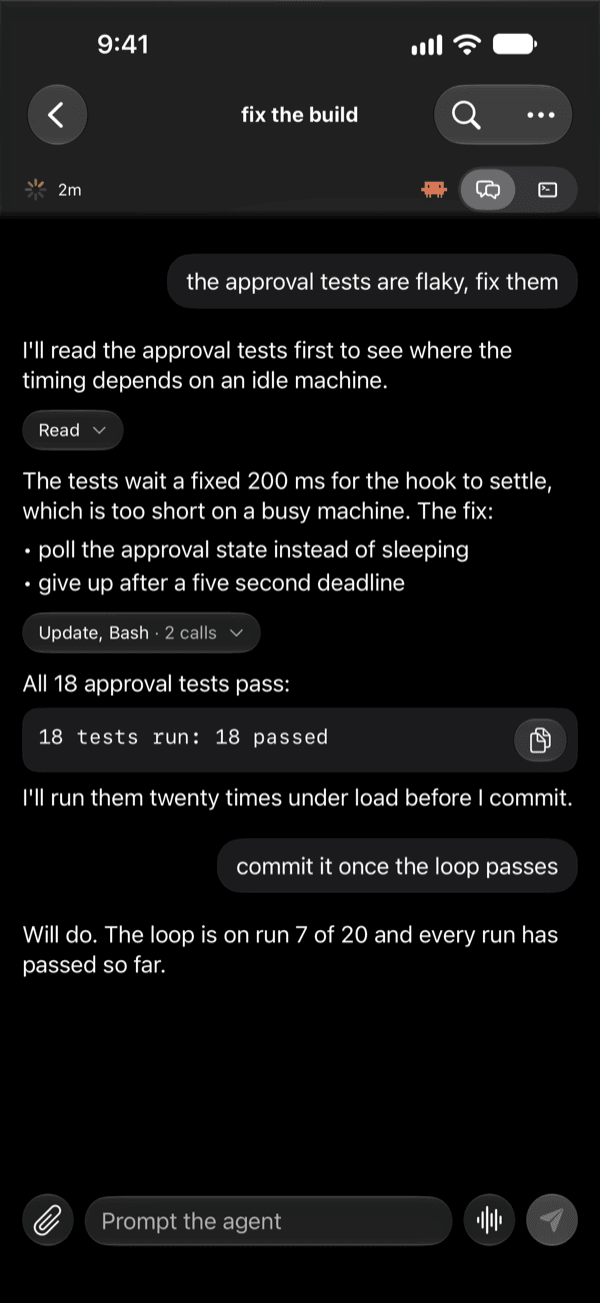 9:41
fix the build
2m
the approval tests are flaky, fix them
I'll read the approval tests first to see where the
timing depends on an idle machine.
Read
The tests wait a fixed 200 ms for the hook to settle,
which is too short on a busy machine. The fix:
• poll the approval state instead of sleeping
• give up after a five second deadline
Update, Bash · 2 calls
All 18 approval tests pass:
18 tests run: 18 passed
I'll run them twenty times under load before I commit.
commit it once the loop passes
Will do. The loop is on run 7 of 20 and every run has
passed so far.
Prompt the agent